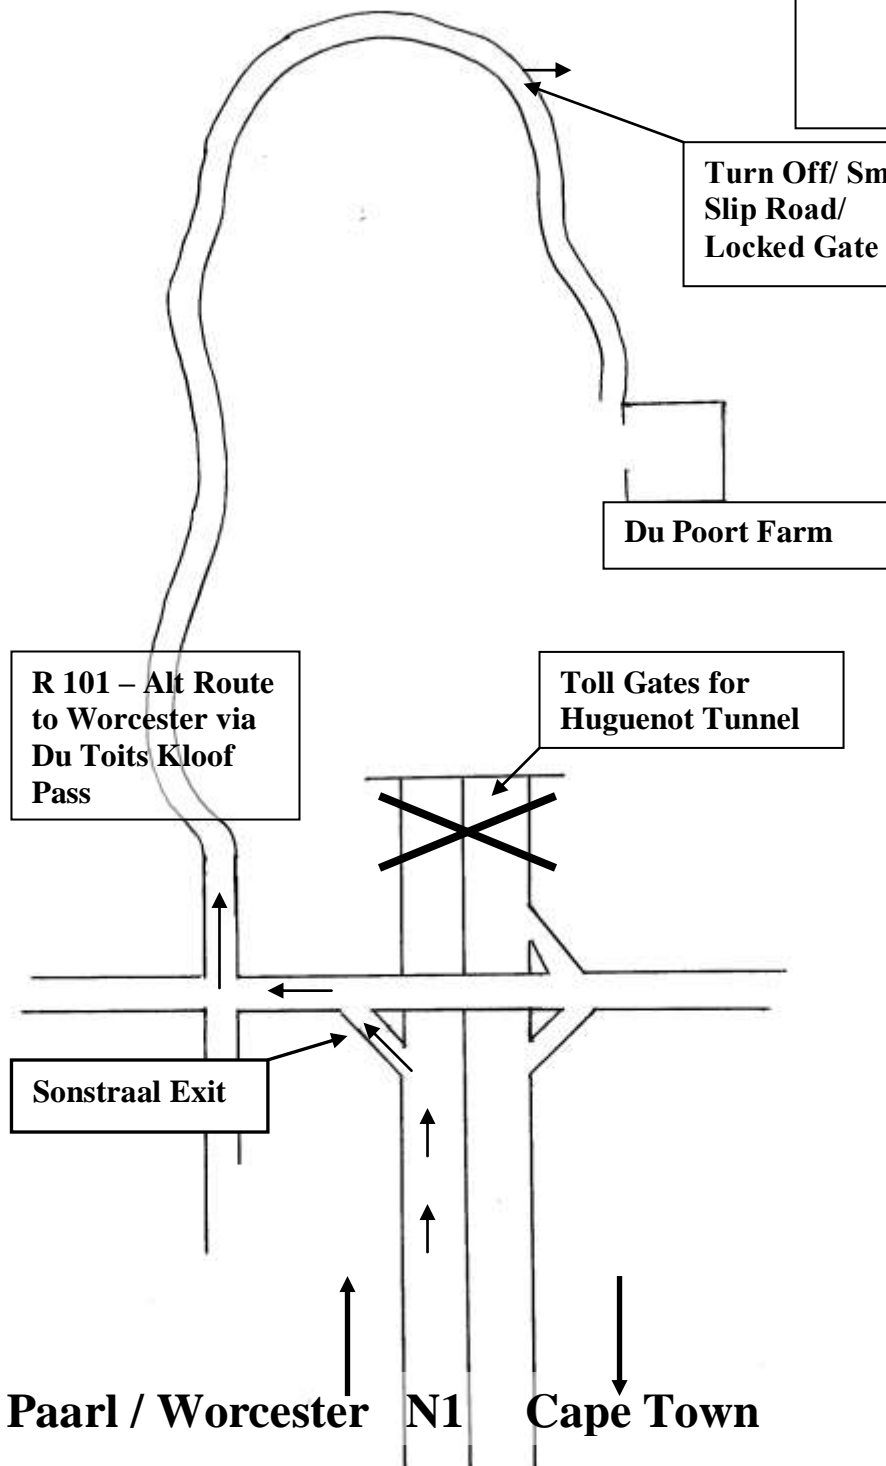 Turn Off/ Sm
Slip Road/
Locked Gate
Du Poort Farm
R 101 – Alt Route
to Worcester via
Du Toits Kloof
Pass
Toll Gates for
Huguenot Tunnel
Sonstraal Exit
Paarl / Worcester N1 Cape Town